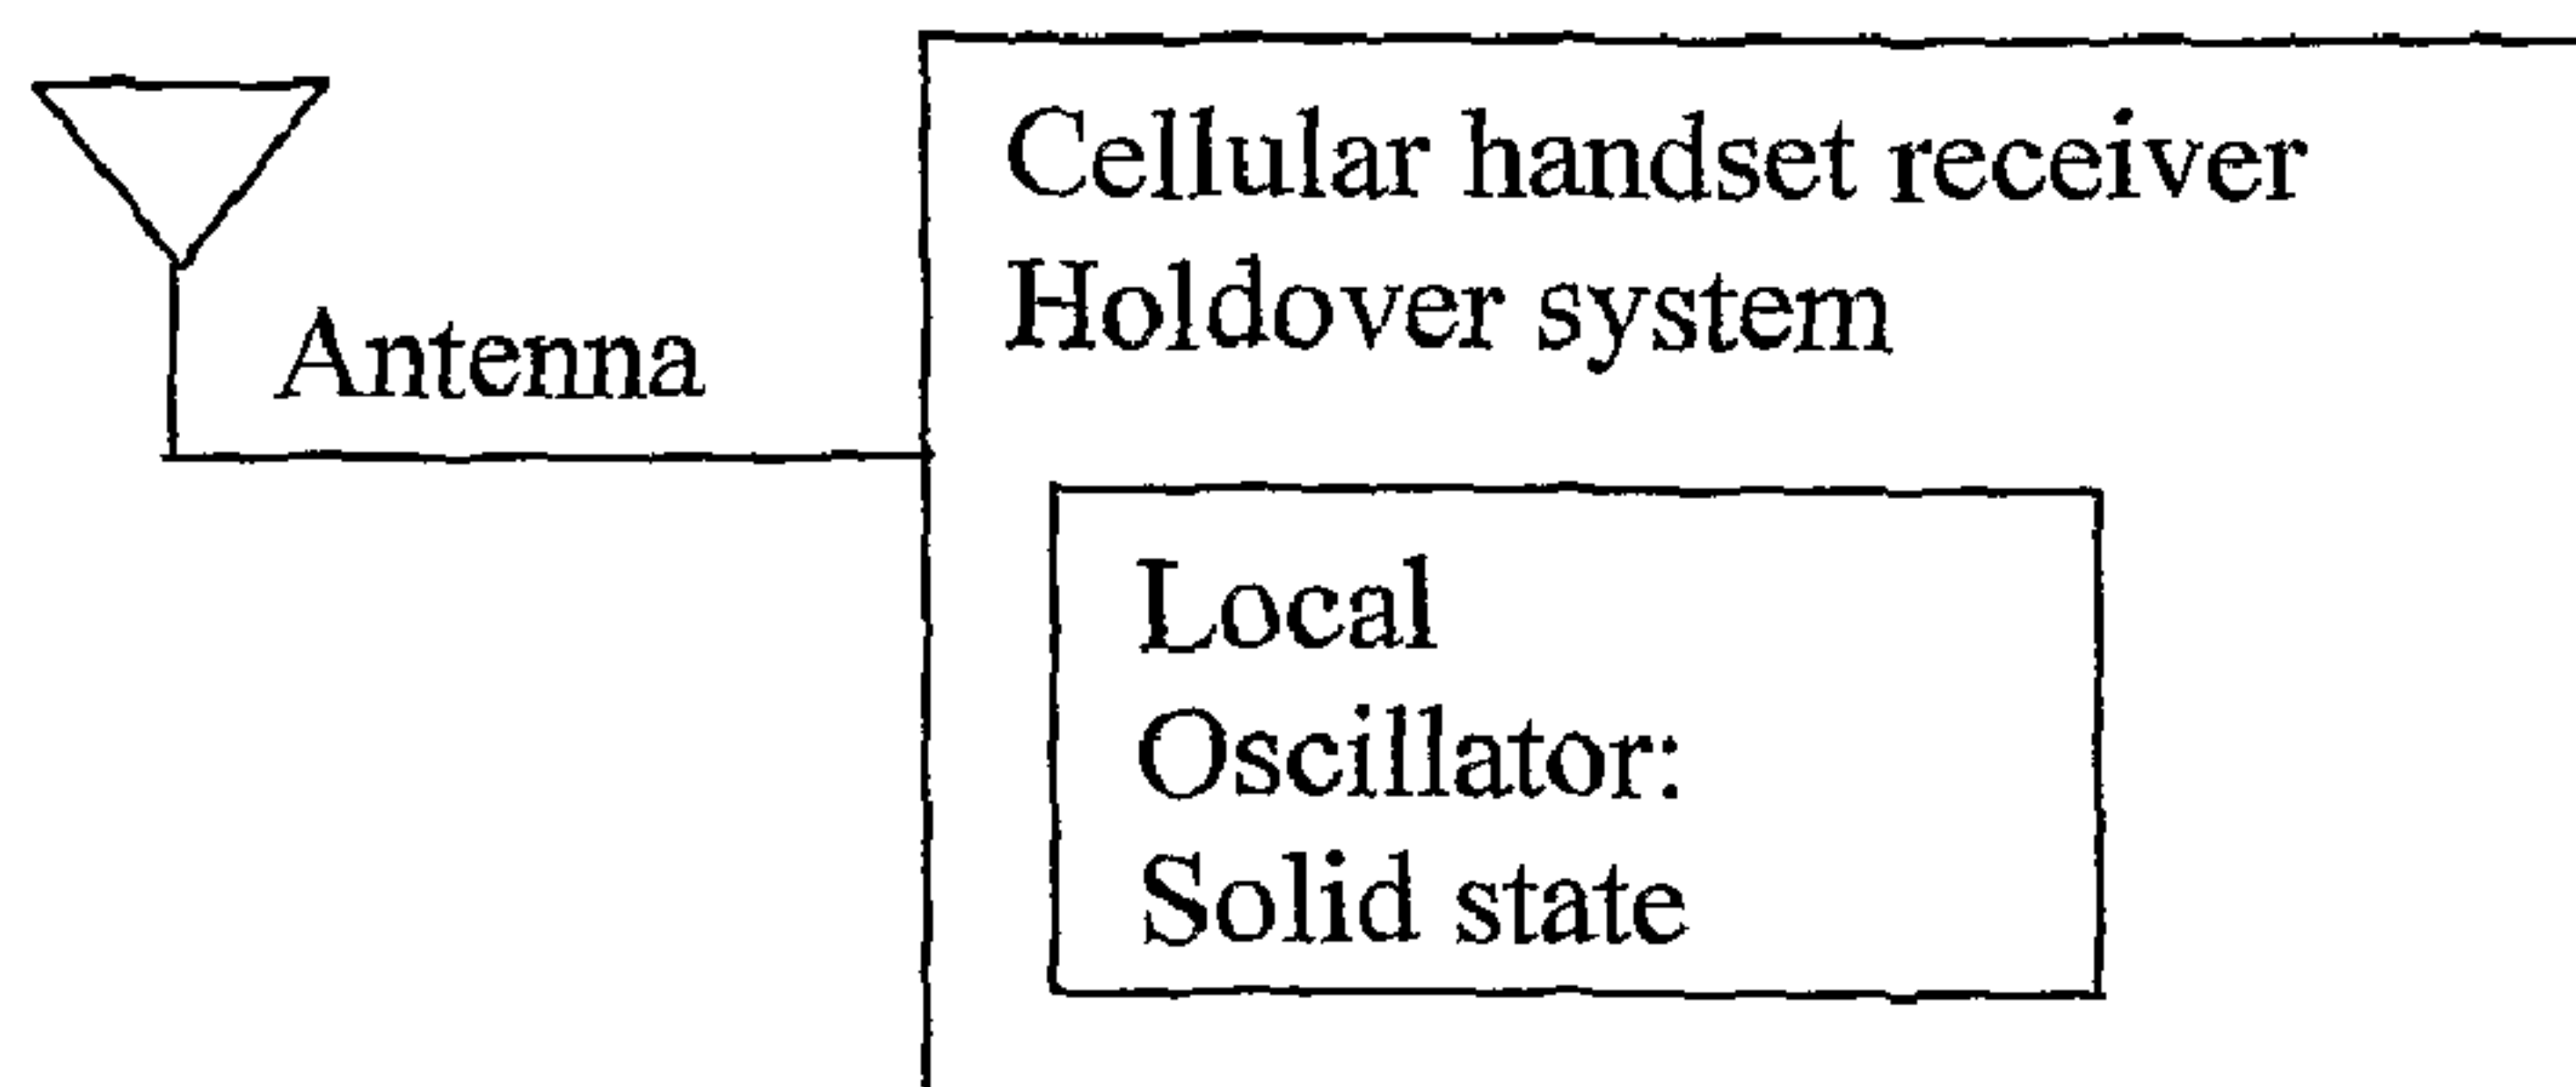 Cellular handset receiver
Holdover system
Antenna
Local
Oscillator:
Solid state